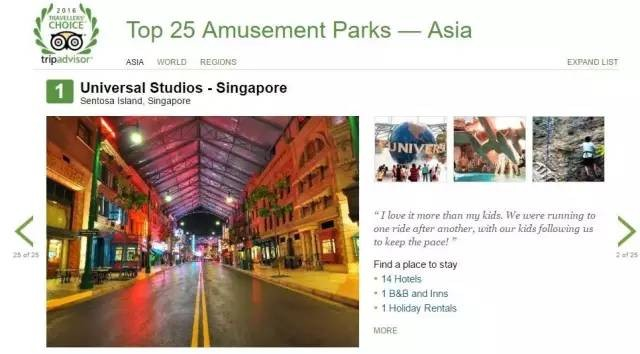 2016
TRAVELLERS'
CHOICE
tripadvisor
Top 25 Amusement Parks — Asia
ASIA WORLD REGIONS EXPAND LIST
1 Universal Studios - Singapore
Sentosa Island, Singapore
UNIVERS
“ I love it more than my kids. We were running to
one ride after another, with our kids following us
to keep the pace! ”
Find a place to stay
• 14 Hotels
• 1 B&B and Inns
• 1 Holiday Rentals
MORE
25 of 25
2 of 25